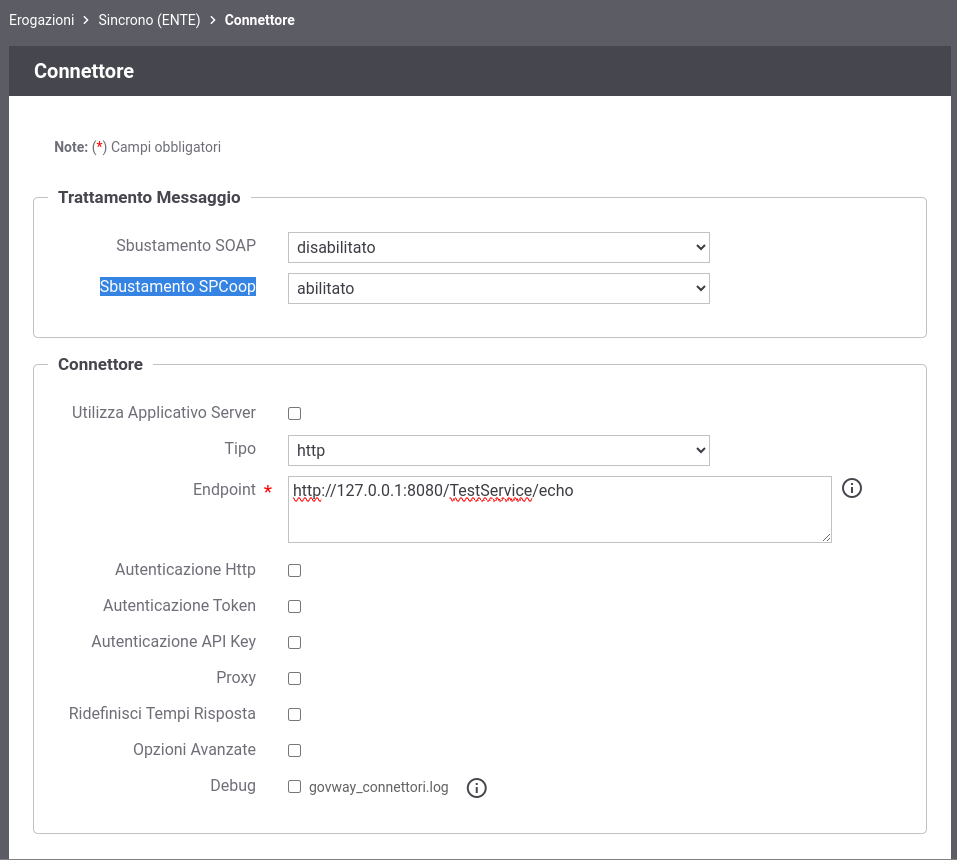 Erogazioni > Sincrono (ENTE) > Connettore
Connettore
Note: (*) Campi obbligatori
Trattamento Messaggio
Sbustamento SOAP disabilitato
Sbustamento SPCoop abilitato
Connettore
Utilizza Applicativo Server
Tipo http
Endpoint * http://127.0.0.1:8080/TestService/echo
Autenticazione Http
Autenticazione Token
Autenticazione API Key
Proxy
Ridefinisci Tempi Risposta
Opzioni Avanzate
Debug govway_connettori.log